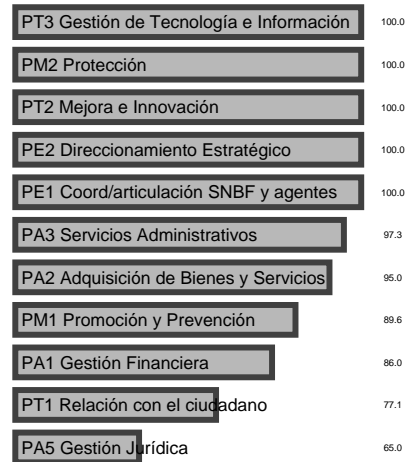 PT3 Gestión de Tecnología e Información 100.0
PM2 Protección 100.0
PT2 Mejora e Innovación 100.0
PE2 Direccionamiento Estratégico 100.0
PE1 Coord/articulación SNBF y agentes 100.0
PA3 Servicios Administrativos 97.3
PA2 Adquisición de Bienes y Servicios 95.0
PM1 Promoción y Prevención 89.6
PA1 Gestión Financiera 86.0
PT1 Relación con el ciudadano 77.1
PA5 Gestión Jurídica 65.0